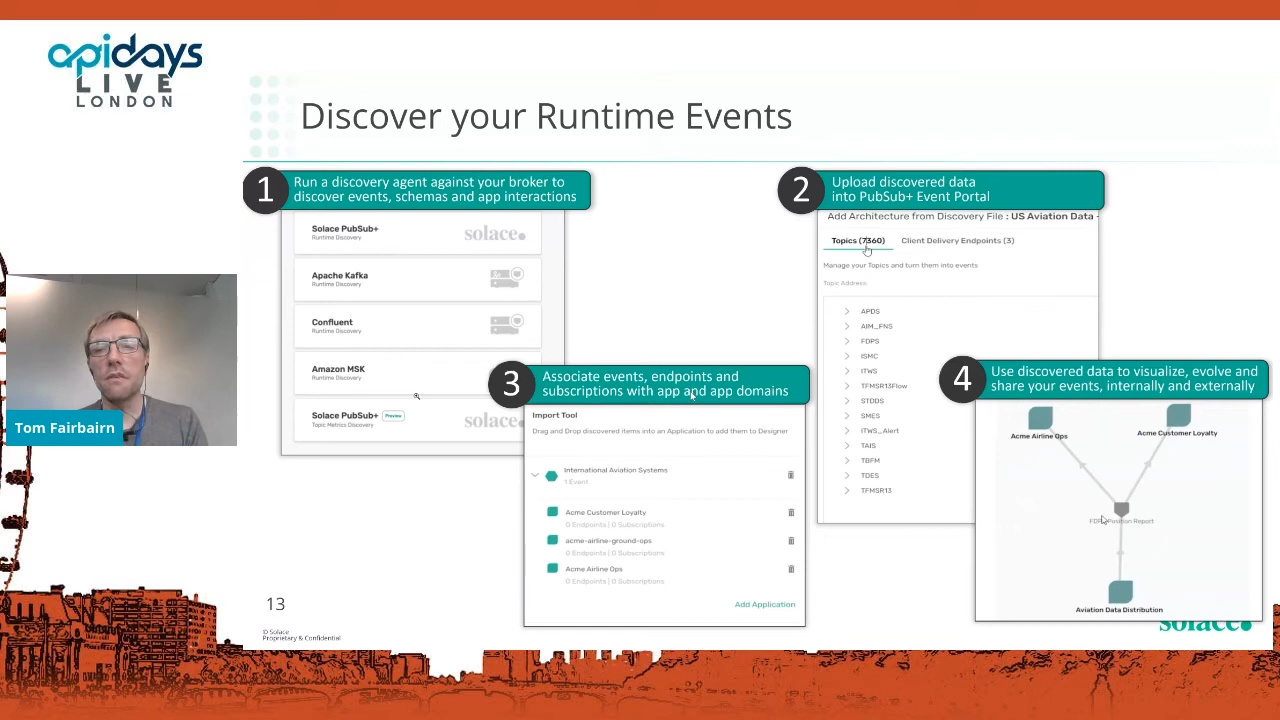 apidays
LIVE
LONDON
Discover your Runtime Events
1
Run a discovery agent against your broker to
discover events, schemas and app interactions
Solace PubSub+
Runtime Discovery
solace.
Apache Kafka
Runtime Discovery
Confluent
Runtime Discovery
Amazon MSK
Runtime Discovery
Solace PubSub+ Preview
Topic Metrics Discovery
solace.
2
Upload discovered data
into PubSub+ Event Portal
Add Architecture from Discovery File : US Aviation Data -
Topics (7360)
Client Delivery Endpoints (3)
Manage your Topics and turn them into events
Topic Address
APDS
AIM_FNS
FDPS
ISMC
ITWS
TFMSR13Flow
STDDS
SMES
ITWS_Alert
TAIS
TBFM
TDES
TFMSR13
3
Associate events, endpoints and
subscriptions with app and app domains
Import Tool
Drag and Drop discovered items into an Application to add them to Designer
International Aviation Systems
1 Event
Acme Customer Loyalty
0 Endpoints | 0 Subscriptions
acme-airline-ground-ops
0 Endpoints | 0 Subscriptions
Acme Airline Ops
0 Endpoints | 0 Subscriptions
Add Application
4
Use discovered data to visualize, evolve and
share your events, internally and externally
Acme Airline Ops
Acme Customer Loyalty
Position Report
Aviation Data Distribution
Tom Fairbairn
13
© Solace
Proprietary & Confidential
solace.